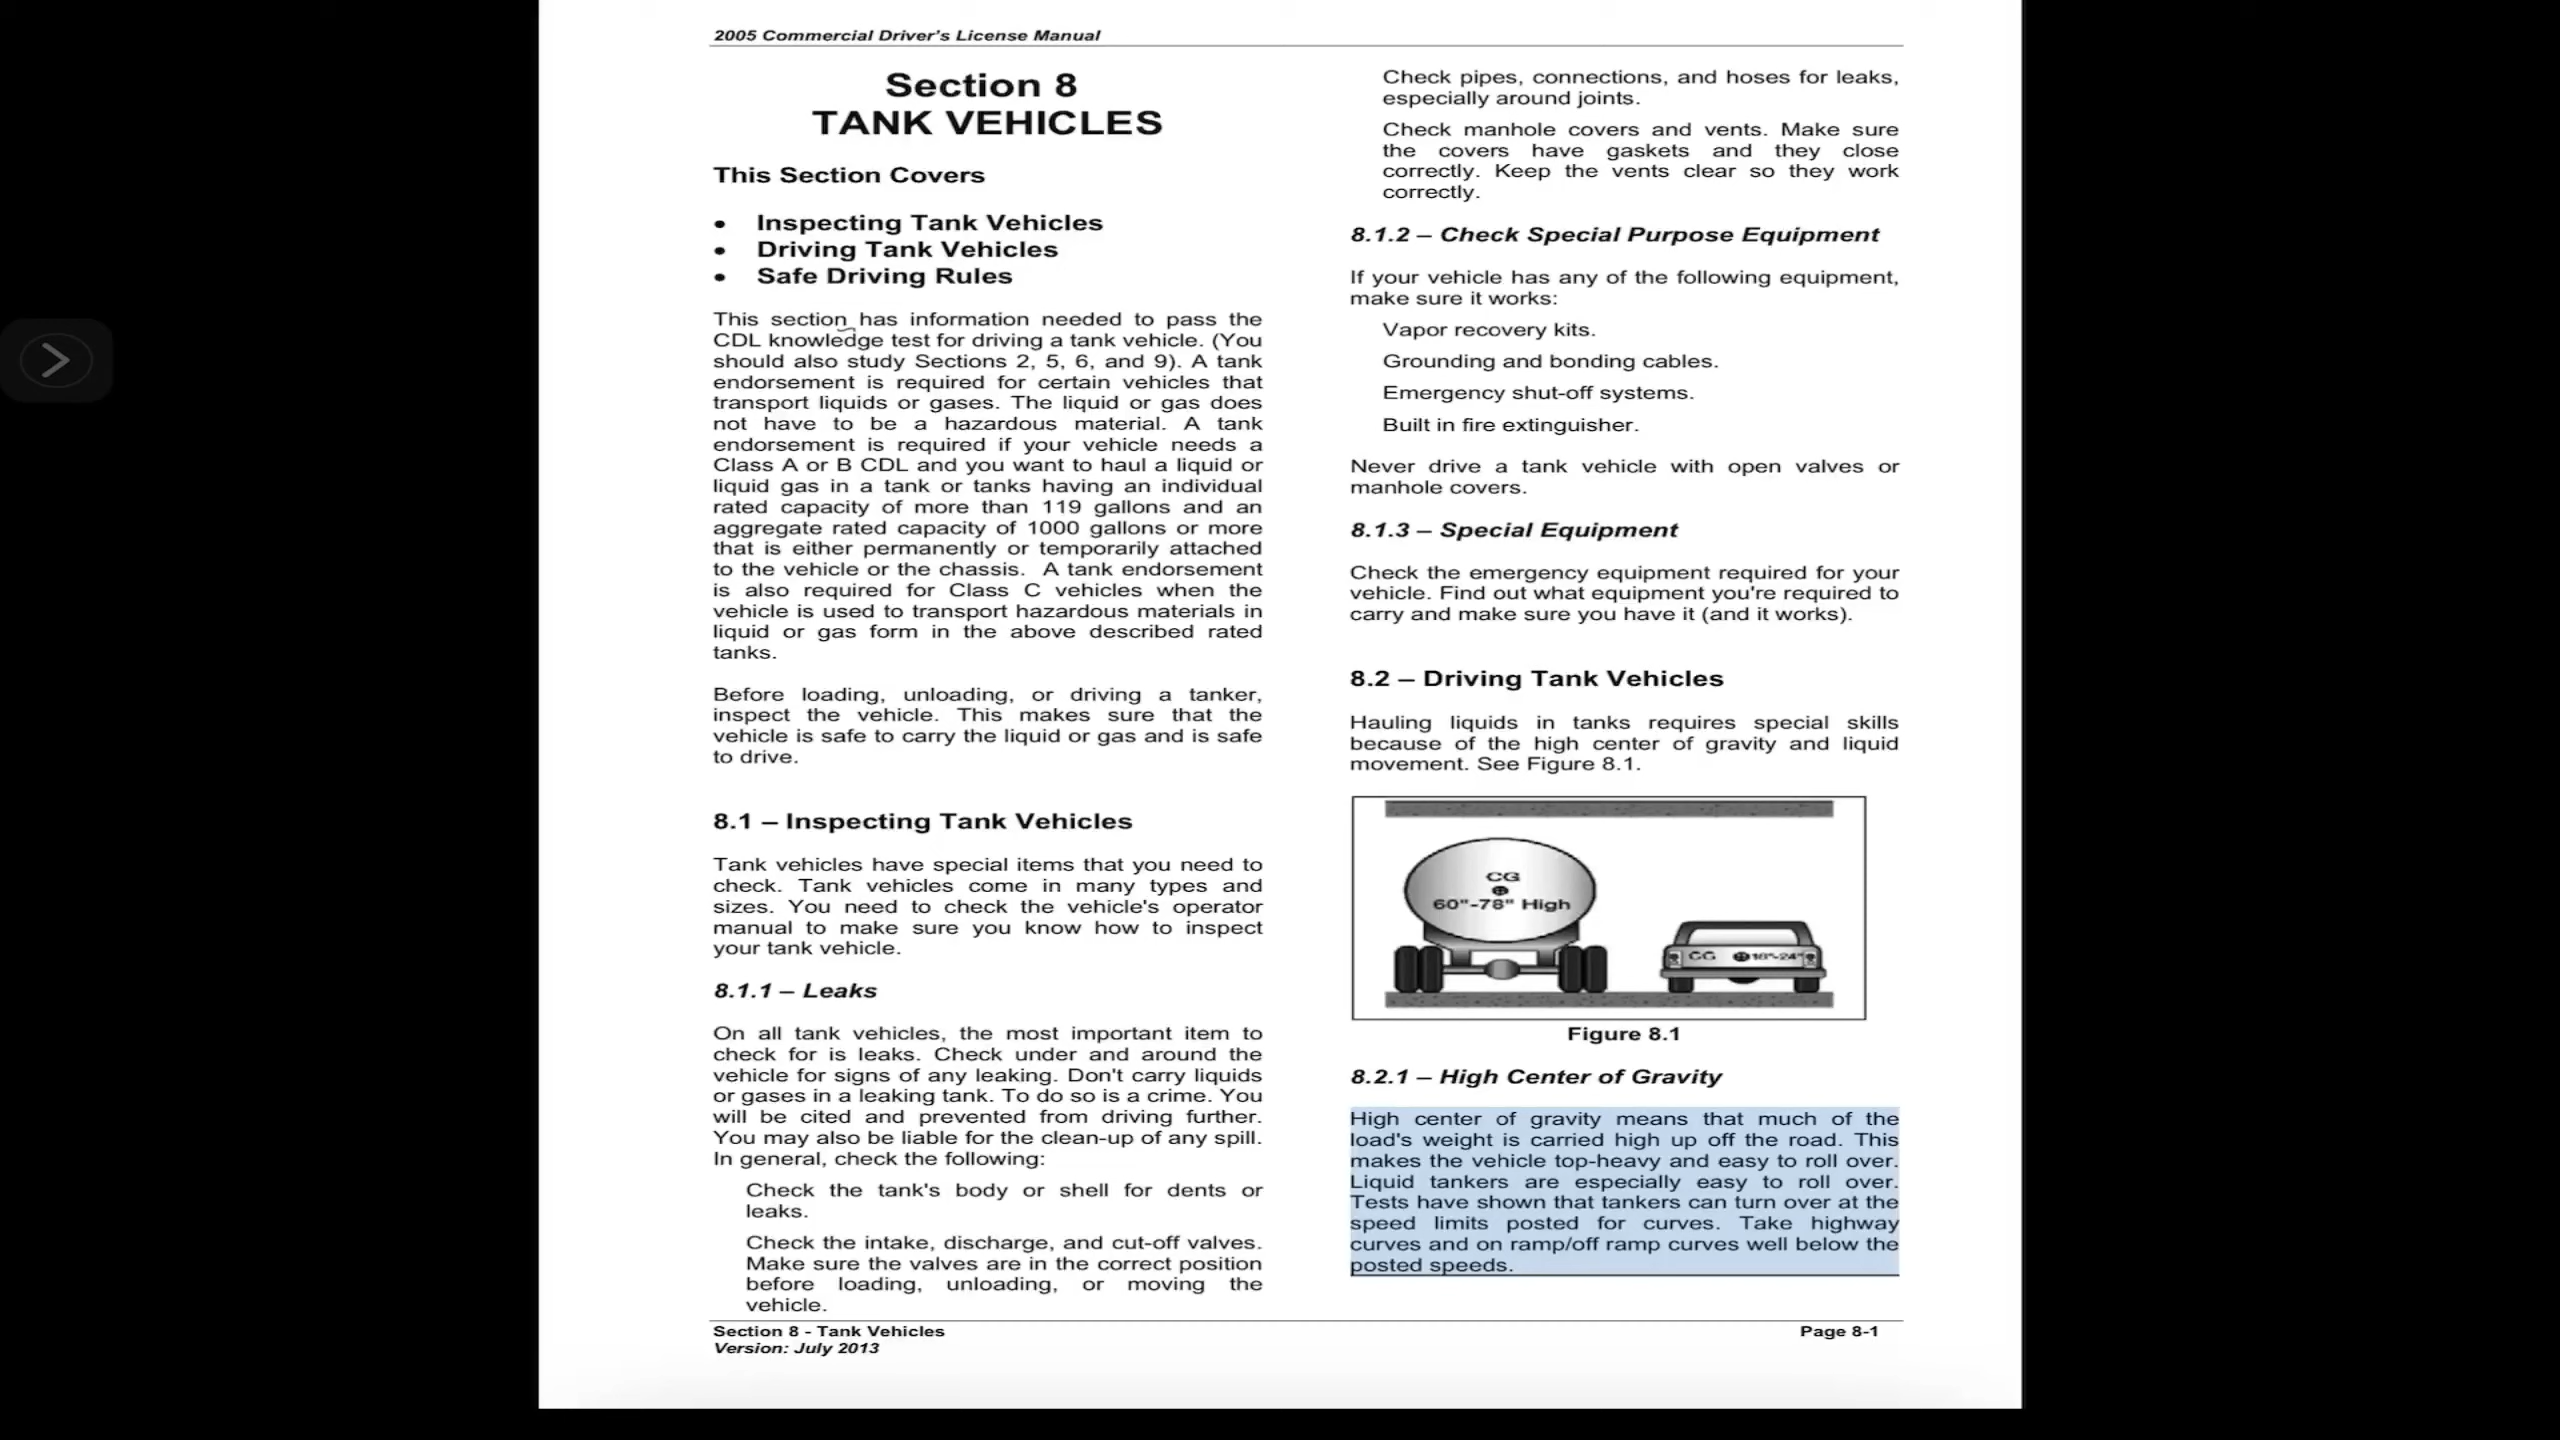 2005 Commercial Driver's License Manual
Section 8
TANK VEHICLES
This Section Covers
• Inspecting Tank Vehicles
• Driving Tank Vehicles
• Safe Driving Rules
This section has information needed to pass the
CDL knowledge test for driving a tank vehicle. (You
should also study Sections 2, 5, 6, and 9). A tank
endorsement is required for certain vehicles that
transport liquids or gases. The liquid or gas does
not have to be a hazardous material. A tank
endorsement is required if your vehicle needs a
Class A or B CDL and you want to haul a liquid or
liquid gas in a tank or tanks having an individual
rated capacity of more than 119 gallons and an
aggregate rated capacity of 1000 gallons or more
that is either permanently or temporarily attached
to the vehicle or the chassis. A tank endorsement
is also required for Class C vehicles when the
vehicle is used to transport hazardous materials in
liquid or gas form in the above described rated
tanks.
Before loading, unloading, or driving a tanker,
inspect the vehicle. This makes sure that the
vehicle is safe to carry the liquid or gas and is safe
to drive.
8.1 – Inspecting Tank Vehicles
Tank vehicles have special items that you need to
check. Tank vehicles come in many types and
sizes. You need to check the vehicle's operator
manual to make sure you know how to inspect
your tank vehicle.
8.1.1 – Leaks
On all tank vehicles, the most important item to
check for is leaks. Check under and around the
vehicle for signs of any leaking. Don't carry liquids
or gases in a leaking tank. To do so is a crime. You
will be cited and prevented from driving further.
You may also be liable for the clean-up of any spill.
In general, check the following:
Check the tank's body or shell for dents or
leaks.
Check the intake, discharge, and cut-off valves.
Make sure the valves are in the correct position
before loading, unloading, or moving the
vehicle.
Check pipes, connections, and hoses for leaks,
especially around joints.
Check manhole covers and vents. Make sure
the covers have gaskets and they close
correctly. Keep the vents clear so they work
correctly.
8.1.2 – Check Special Purpose Equipment
If your vehicle has any of the following equipment,
make sure it works:
Vapor recovery kits.
Grounding and bonding cables.
Emergency shut-off systems.
Built in fire extinguisher.
Never drive a tank vehicle with open valves or
manhole covers.
8.1.3 – Special Equipment
Check the emergency equipment required for your
vehicle. Find out what equipment you're required to
carry and make sure you have it (and it works).
8.2 – Driving Tank Vehicles
Hauling liquids in tanks requires special skills
because of the high center of gravity and liquid
movement. See Figure 8.1.
CG
60"-78" High
CG 18"-24"
Figure 8.1
8.2.1 – High Center of Gravity
High center of gravity means that much of the
load's weight is carried high up off the road. This
makes the vehicle top-heavy and easy to roll over.
Liquid tankers are especially easy to roll over.
Tests have shown that tankers can turn over at the
speed limits posted for curves. Take highway
curves and on ramp/off ramp curves well below the
posted speeds.
Section 8 - Tank Vehicles
Page 8-1
Version: July 2013